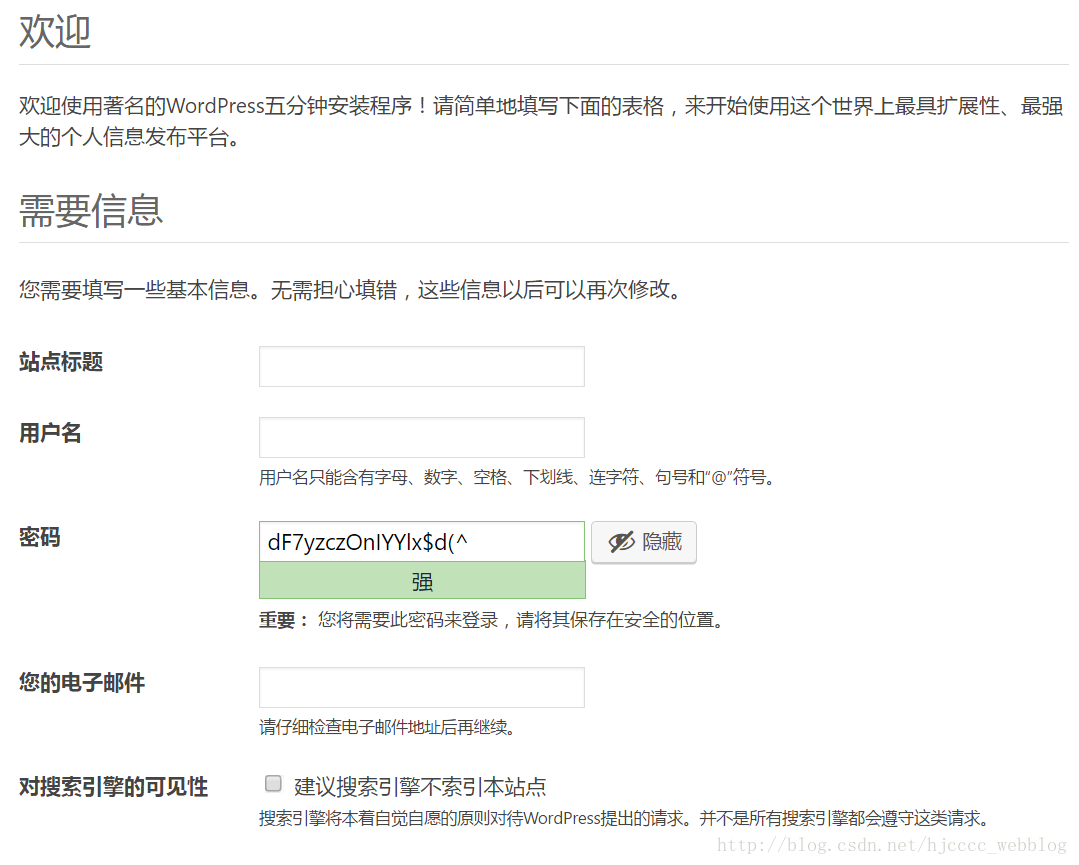 欢迎
欢迎使用著名的WordPress五分钟安装程序！请简单地填写下面的表格，来开始使用这个世界上最具扩展性、最强
大的个人信息发布平台。
需要信息
您需要填写一些基本信息。无需担心填错，这些信息以后可以再次修改。
站点标题
用户名
用户名只能含有字母、数字、空格、下划线、连字符、句号和“@”符号。
密码 dF7yzczOnIYYlx$d(^ 隐藏
强
重要： 您将需要此密码来登录，请将其保存在安全的位置。
您的电子邮件
请仔细检查电子邮件地址后再继续。
对搜索引擎的可见性 建议搜索引擎不索引本站点
搜索引擎将本着自觉自愿的原则对待WordPress提出的请求。并不是所有搜索引擎都会遵守这类请求。
http://blog.csdn.net/hjcccc_webblog